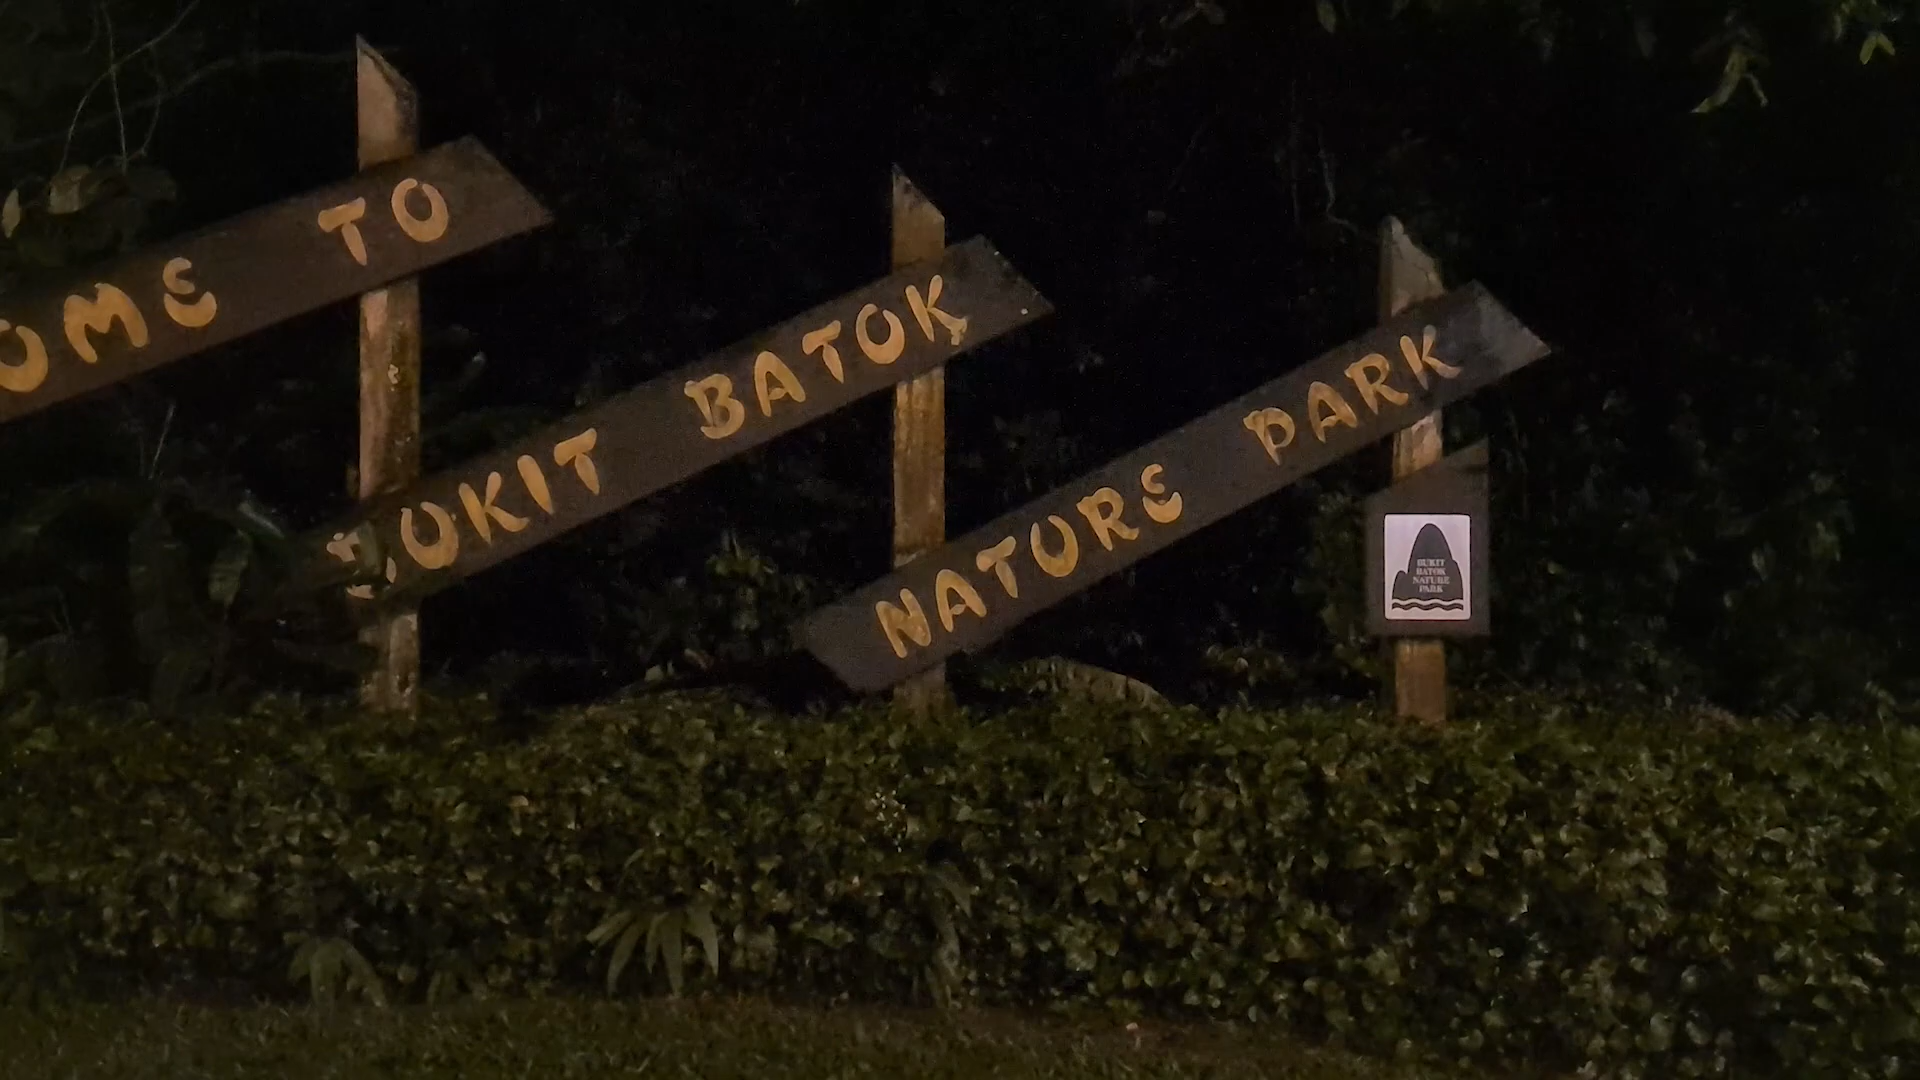 OME TO
BUKIT BATOK
NATURE PARK
BUKIT
BATOK
NATURE
PARK